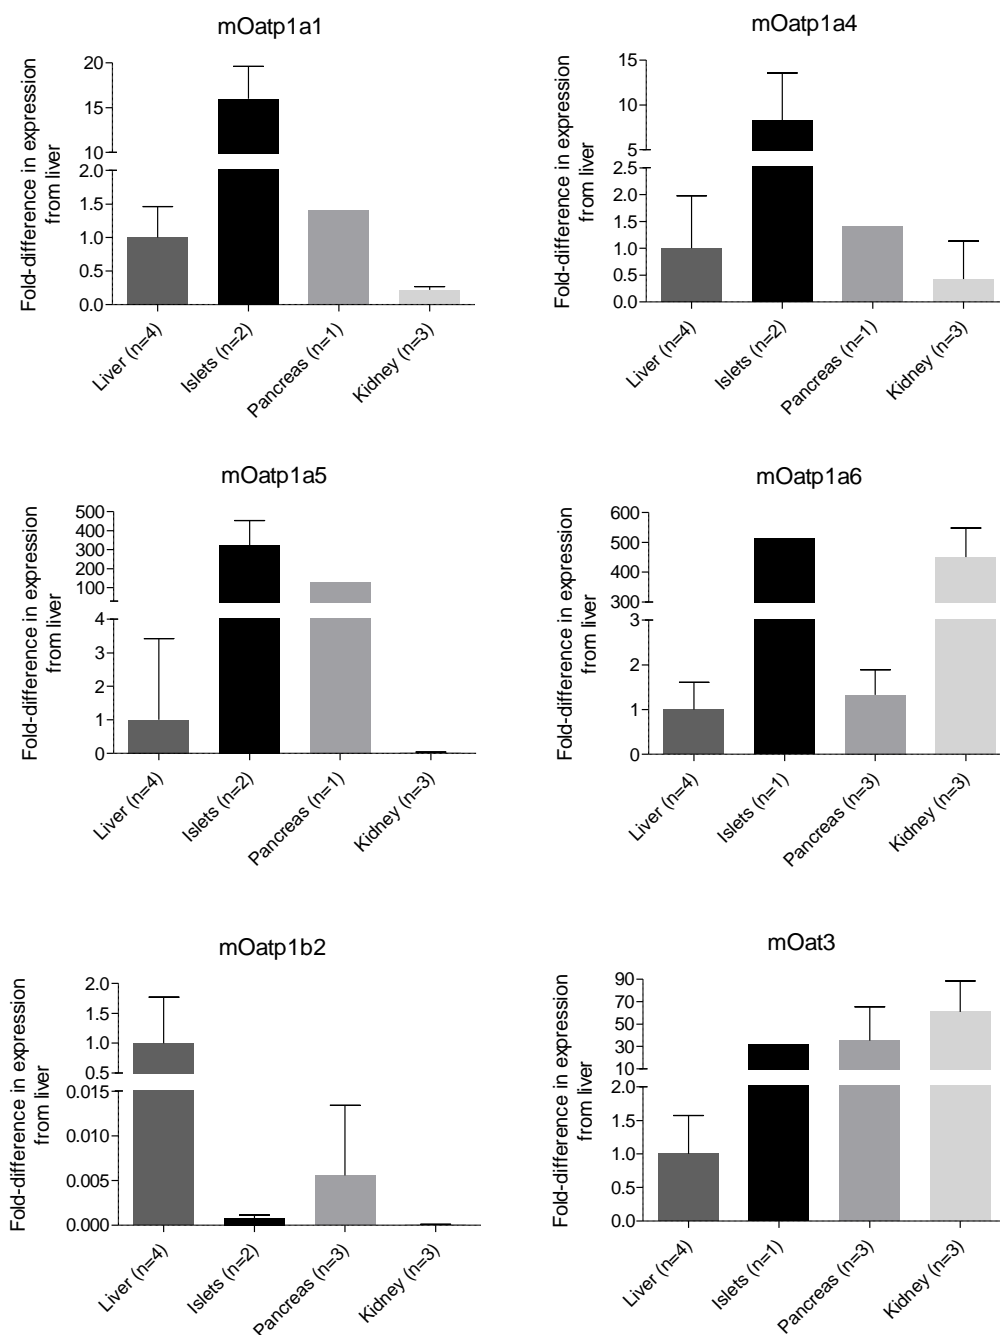 mOatp1a1
Fold-difference in expression
from liver
20
15
10
2.0
1.5
1.0
0.5
0.0
Liver (n=4)
Islets (n=2)
Pancreas (n=1)
Kidney (n=3)
mOatp1a4
Fold-difference in expression
from liver
15
10
5
2.5
2.0
1.5
1.0
0.5
0.0
Liver (n=4)
Islets (n=2)
Pancreas (n=1)
Kidney (n=3)
mOatp1a5
Fold-difference in expression
from liver
500
400
300
200
100
4
3
2
1
0
Liver (n=4)
Islets (n=2)
Pancreas (n=1)
Kidney (n=3)
mOatp1a6
Fold-difference in expression
from liver
600
500
400
300
3
2
1
0
Liver (n=4)
Islets (n=1)
Pancreas (n=3)
Kidney (n=3)
mOatp1b2
Fold-difference in expression
from liver
2.0
1.5
1.0
0.5
0.015
0.010
0.005
0.000
Liver (n=4)
Islets (n=2)
Pancreas (n=3)
Kidney (n=3)
mOat3
Fold-difference in expression
from liver
90
70
50
30
10
2.0
1.5
1.0
0.5
0.0
Liver (n=4)
Islets (n=1)
Pancreas (n=3)
Kidney (n=3)